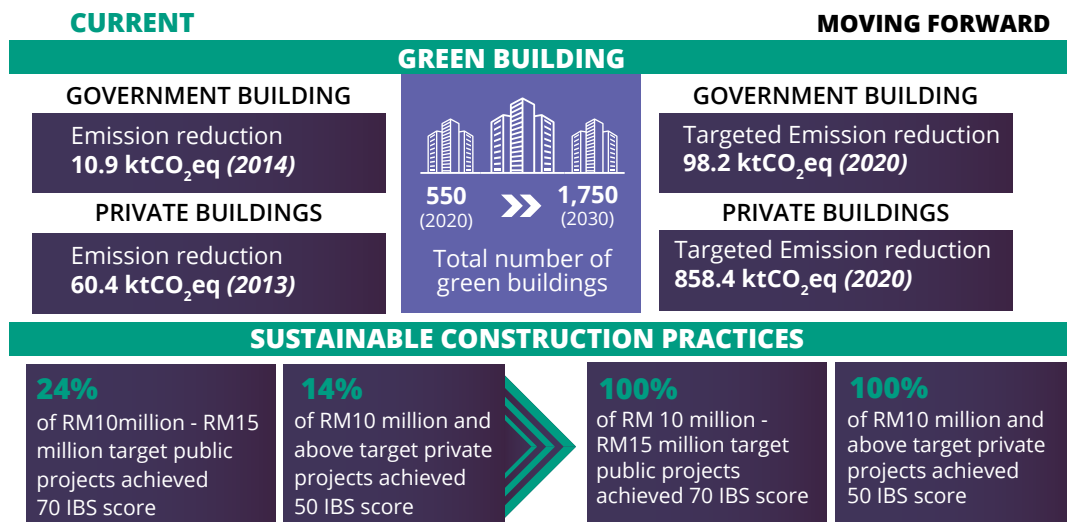 CURRENT
MOVING FORWARD
GREEN BUILDING
GOVERNMENT BUILDING
Emission reduction
10.9 ktCO₂eq (2014)
PRIVATE BUILDINGS
Emission reduction
60.4 ktCO₂eq (2013)
550
(2020)
1,750
(2030)
Total number of
green buildings
GOVERNMENT BUILDING
Targeted Emission reduction
98.2 ktCO₂eq (2020)
PRIVATE BUILDINGS
Targeted Emission reduction
858.4 ktCO₂eq (2020)
SUSTAINABLE CONSTRUCTION PRACTICES
24%
of RM10million - RM15
million target public
projects achieved
70 IBS score
14%
of RM10 million and
above target private
projects achieved
50 IBS score
100%
of RM 10 million -
RM15 million target
public projects
achieved 70 IBS score
100%
of RM10 million and
above target private
projects achieved
50 IBS score